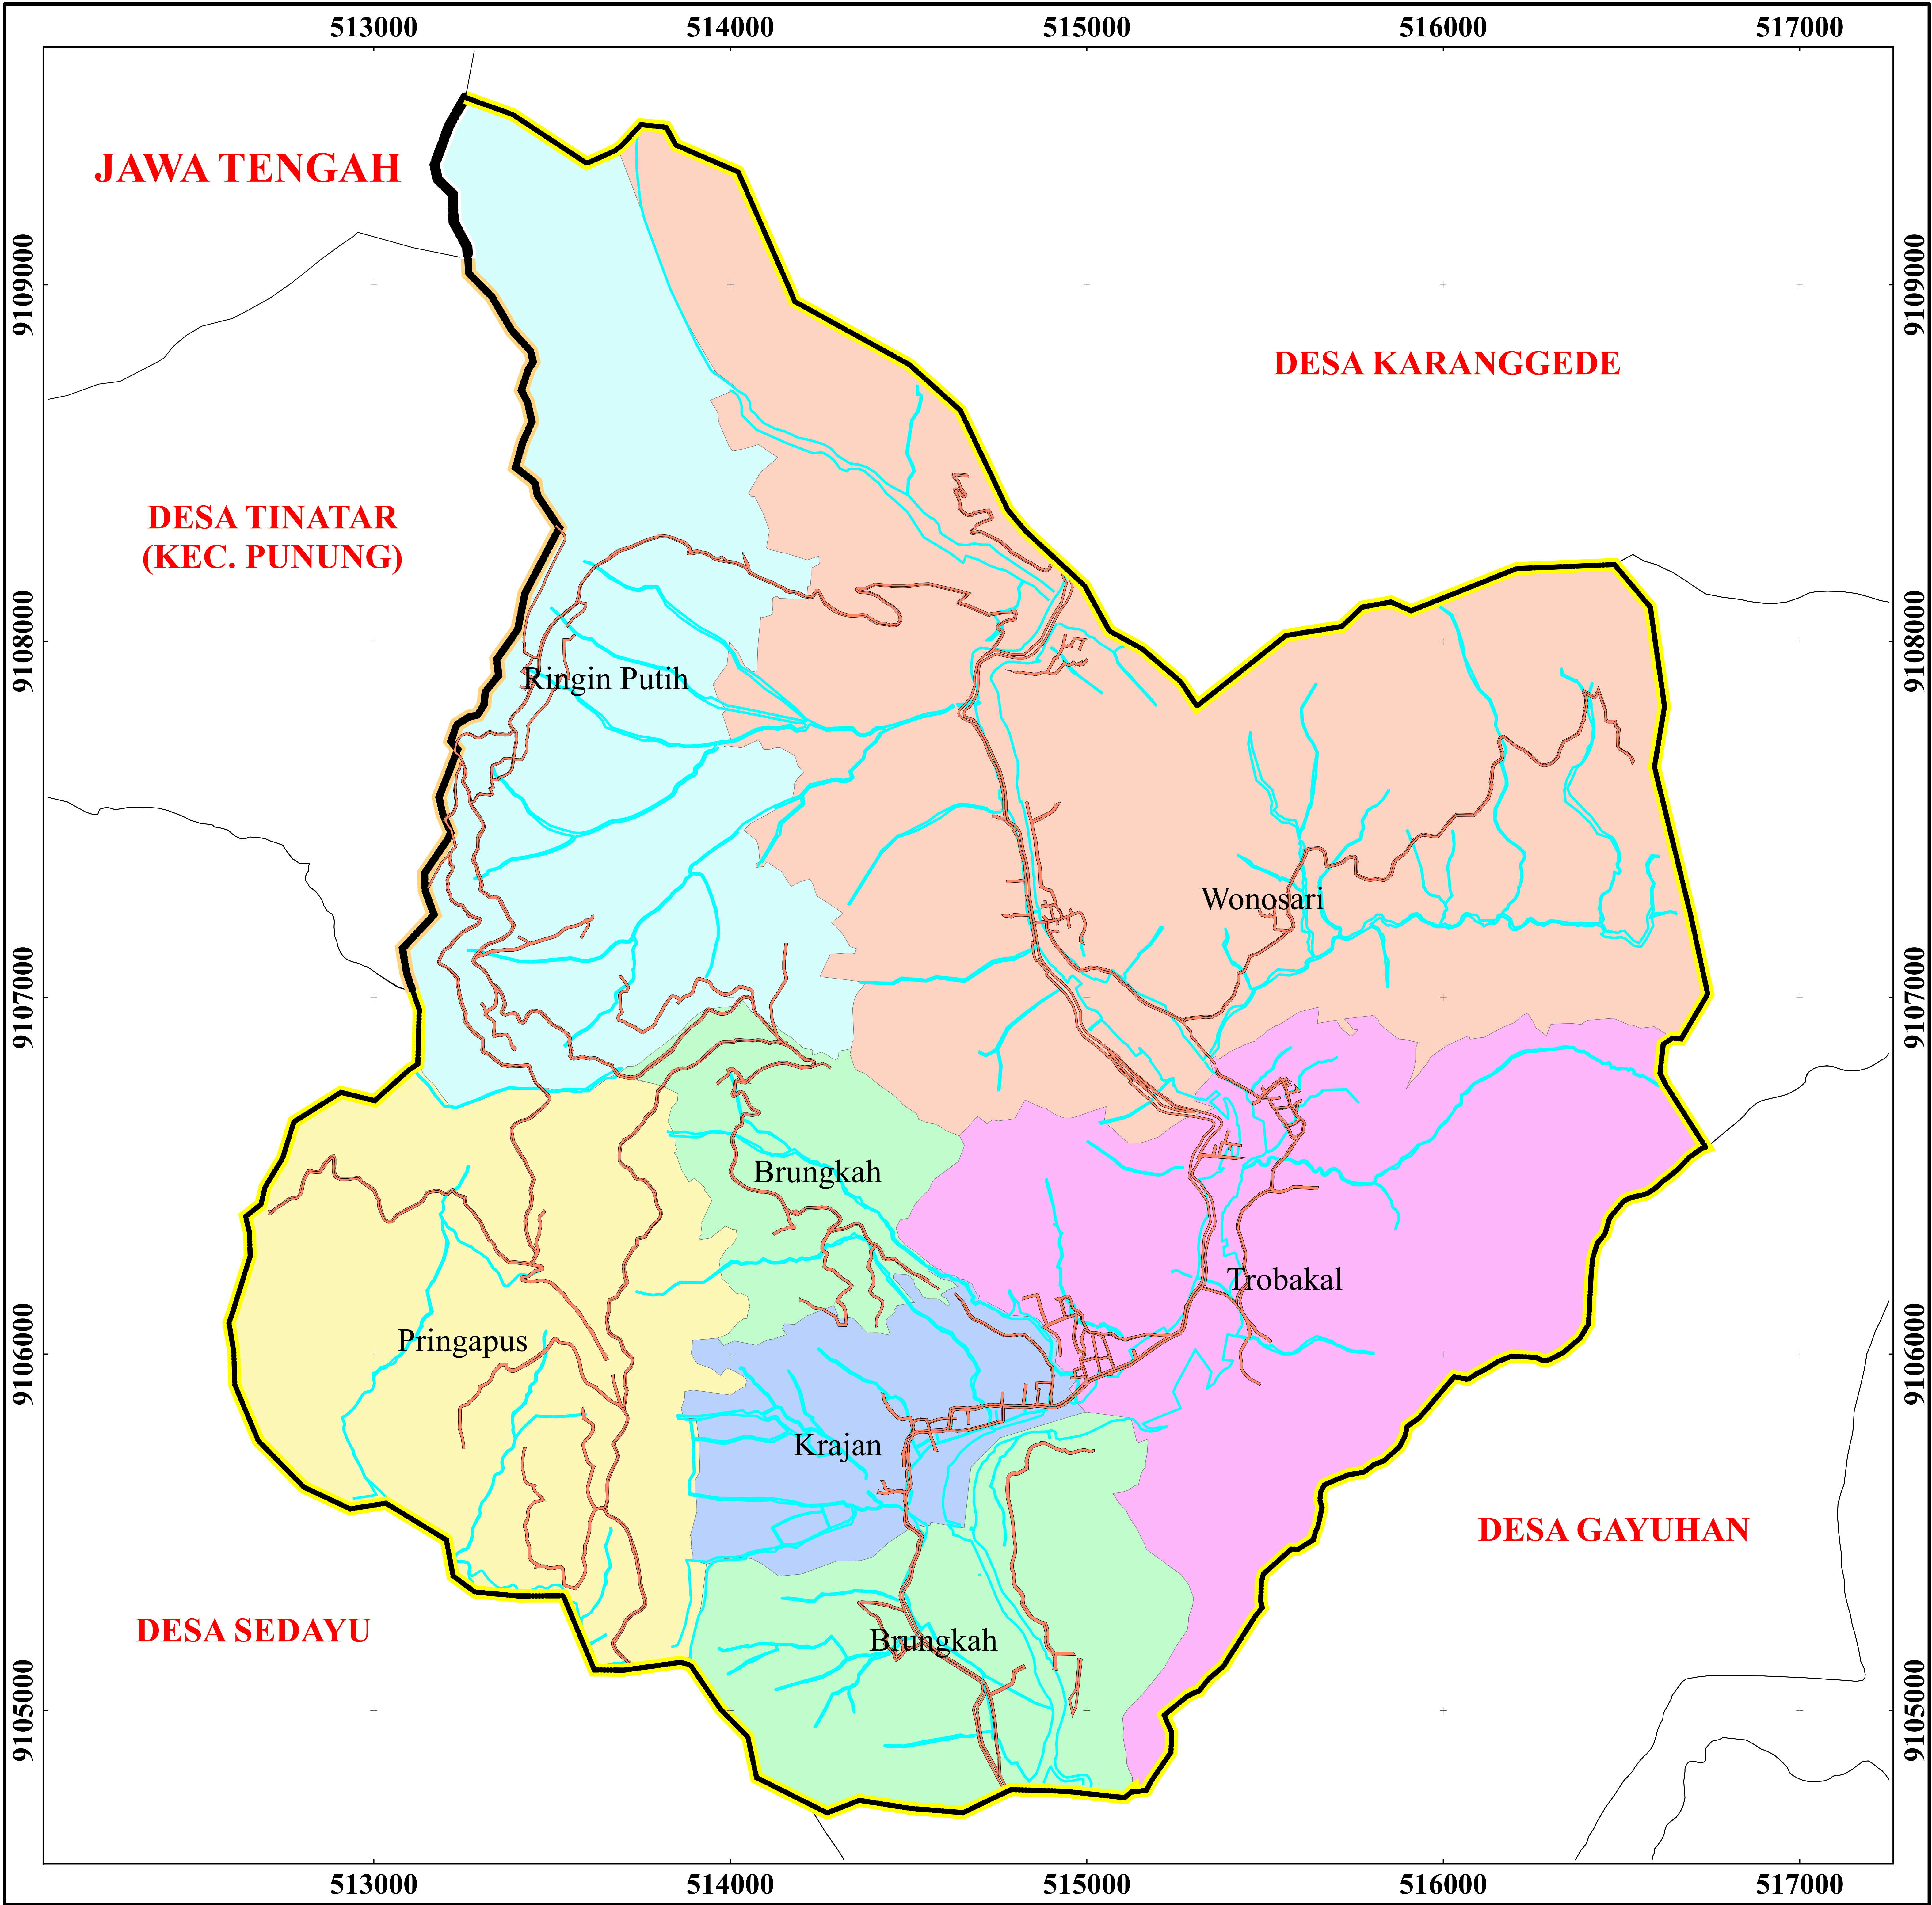 513000 514000 515000 516000 517000
JAWA TENGAH
9109000 9109000
DESA KARANGGEDE
DESA TINATAR
(KEC. PUNUNG)
9108000 9108000
Ringin Putih
Wonosari
9107000 9107000
Brungkah
Trobakal
Pringapus
9106000 9106000
Krajan
DESA GAYUHAN
DESA SEDAYU
Brungkah
9105000 9105000
513000 514000 515000 516000 517000